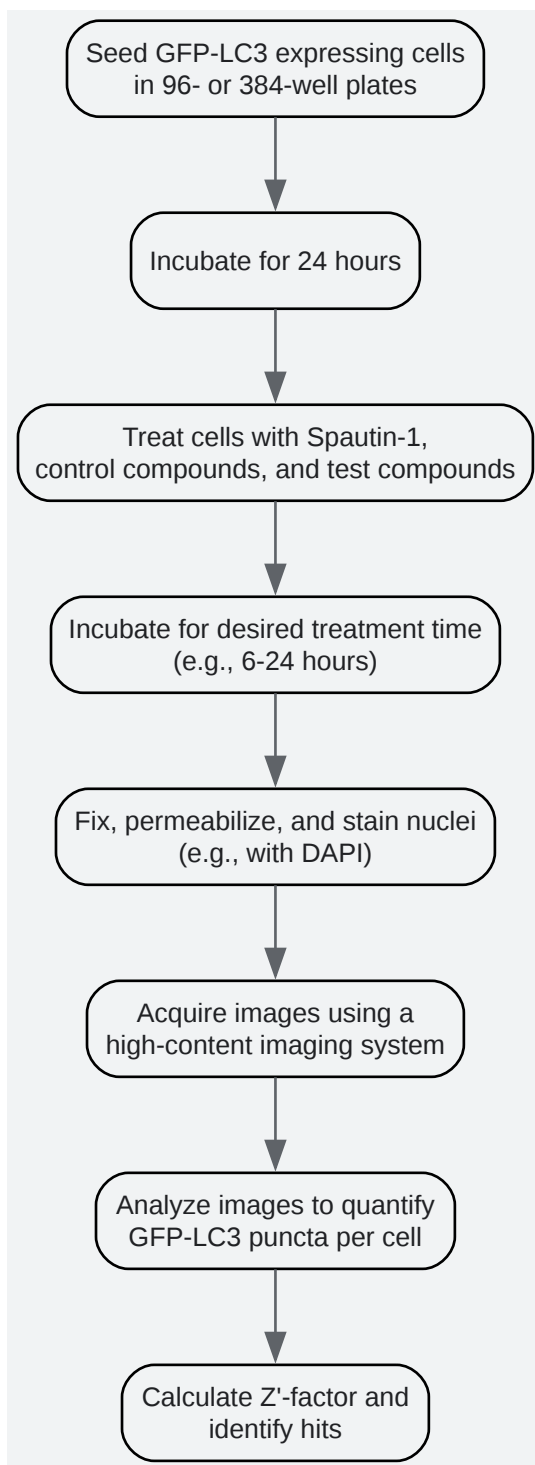 Seed GFP-LC3 expressing cells
in 96- or 384-well plates
Incubate for 24 hours
Treat cells with Spautin-1,
control compounds, and test compounds
Incubate for desired treatment time
(e.g., 6-24 hours)
Fix, permeabilize, and stain nuclei
(e.g., with DAPI)
Acquire images using a
high-content imaging system
Analyze images to quantify
GFP-LC3 puncta per cell
Calculate Z'-factor and
identify hits